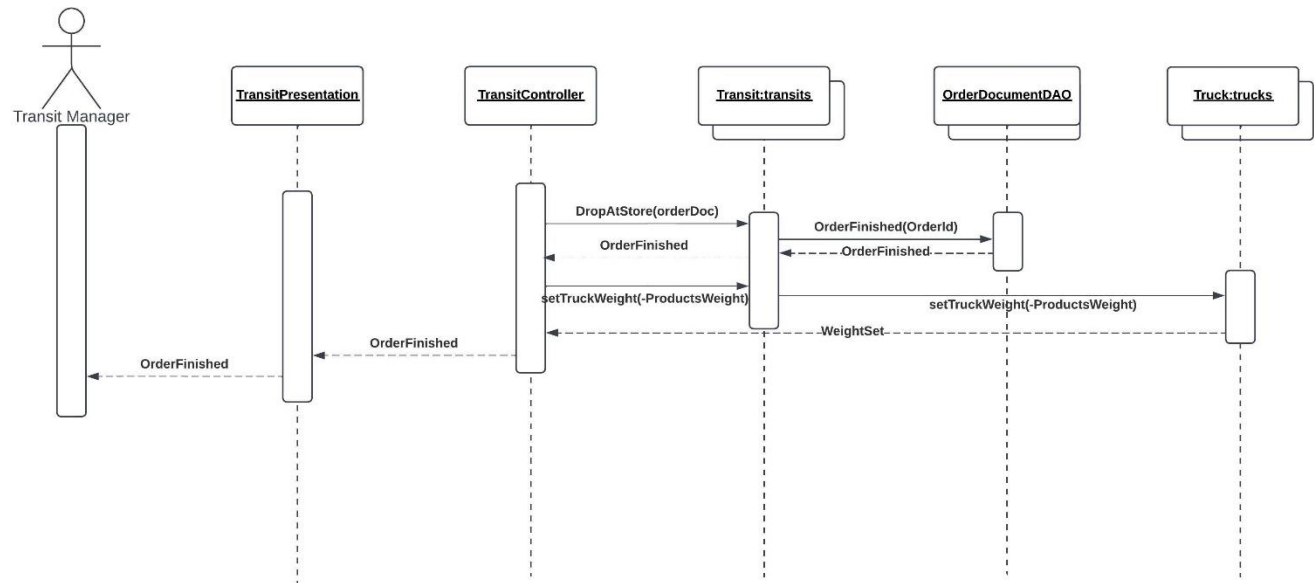 Transit Manager
TransitPresentation
TransitController
Transit:transits
OrderDocumentDAO
Truck:trucks
DropAtStore(orderDoc)
OrderFinished(OrderId)
OrderFinished
OrderFinished
setTruckWeight(-ProductsWeight)
setTruckWeight(-ProductsWeight)
WeightSet
OrderFinished
OrderFinished